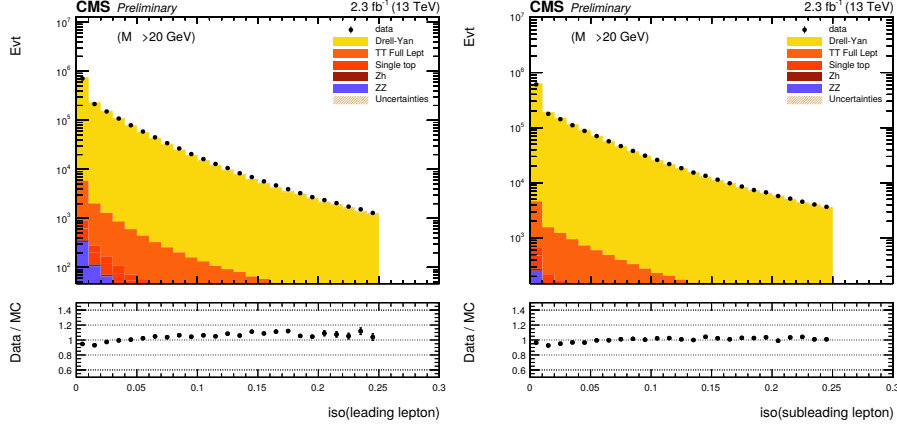 CMS Preliminary 2.3 fb⁻¹ (13 TeV)
Evt
(M >20 GeV)
data
Drell-Yan
TT Full Lept
Single top
Zh
ZZ
Uncertainties
10⁶
10⁵
10⁴
10³
10²
Data / MC
1.4
1.2
1
0.8
0.6
0 0.05 0.1 0.15 0.2 0.25 0.3
iso(leading lepton)
CMS Preliminary 2.3 fb⁻¹ (13 TeV)
Evt
(M >20 GeV)
data
Drell-Yan
TT Full Lept
Single top
Zh
ZZ
Uncertainties
10⁷
10⁶
10⁵
10⁴
10³
Data / MC
1.4
1.2
1
0.8
0.6
0 0.05 0.1 0.15 0.2 0.25 0.3
iso(subleading lepton)